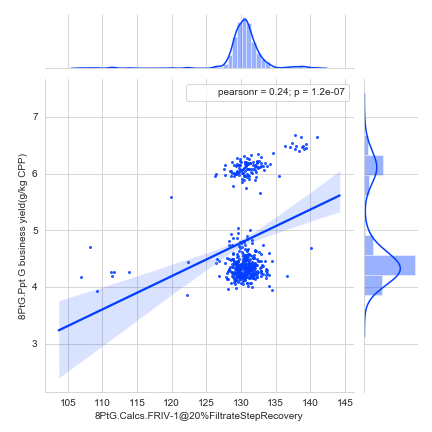 pearsonr = 0.24; p = 1.2e-07
7
6
5
4
3
8PtG.Ppt G business yield(g/kg CPP)
105 110 115 120 125 130 135 140 145
8PtG.Calcs.FRIV-1@20%FiltrateStepRecovery